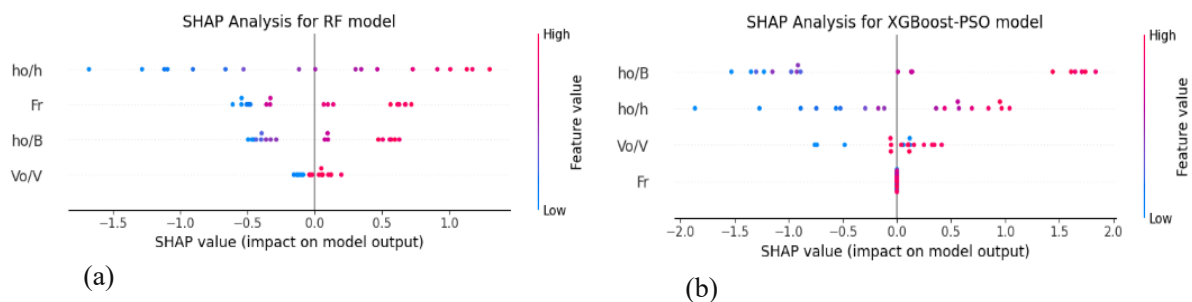 SHAP Analysis for RF model
High
ho/h
Fr
ho/B
Vo/V
Feature value
Low
−1.5 −1.0 −0.5 0.0 0.5 1.0
SHAP value (impact on model output)
(a)
SHAP Analysis for XGBoost-PSO model
High
ho/B
ho/h
Vo/V
Fr
Feature value
Low
−2.0 −1.5 −1.0 −0.5 0.0 0.5 1.0 1.5 2.0
SHAP value (impact on model output)
(b)